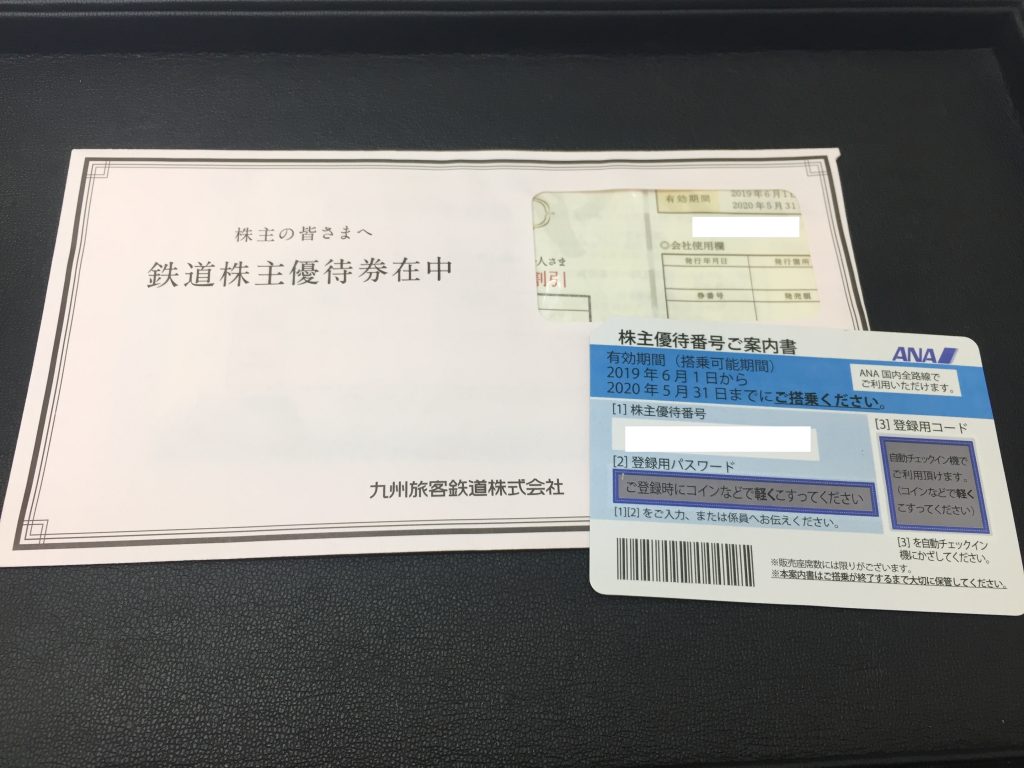 株主の皆さまへ
鉄道株主優待券在中
九州旅客鉄道株式会社
有効期間
2019年6月1日
2020年5月31
◎会社使用欄
発行年月日
発行箇所
券番号
人さま
割引
株主優待番号ご案内書
ANA
有効期間（搭乗可能期間）
2019年6月1日から
2020年5月31日までにご搭乗ください。
ANA国内全路線で
ご利用いただけます。
[1] 株主優待番号
[2] 登録用パスワード
ご登録時にコインなどで軽くこすってください
[1][2] をご入力、または係員へお伝えください。
[3] 登録用コード
自動チェックイン機で
ご利用頂けます。
（コインなどで軽く
こすってください）
[3] を自動チェックイン
機にかざしてください。
※販売座席数には限りがございます。
※本案内書はご搭乗が終了するまで大切に保管してください。